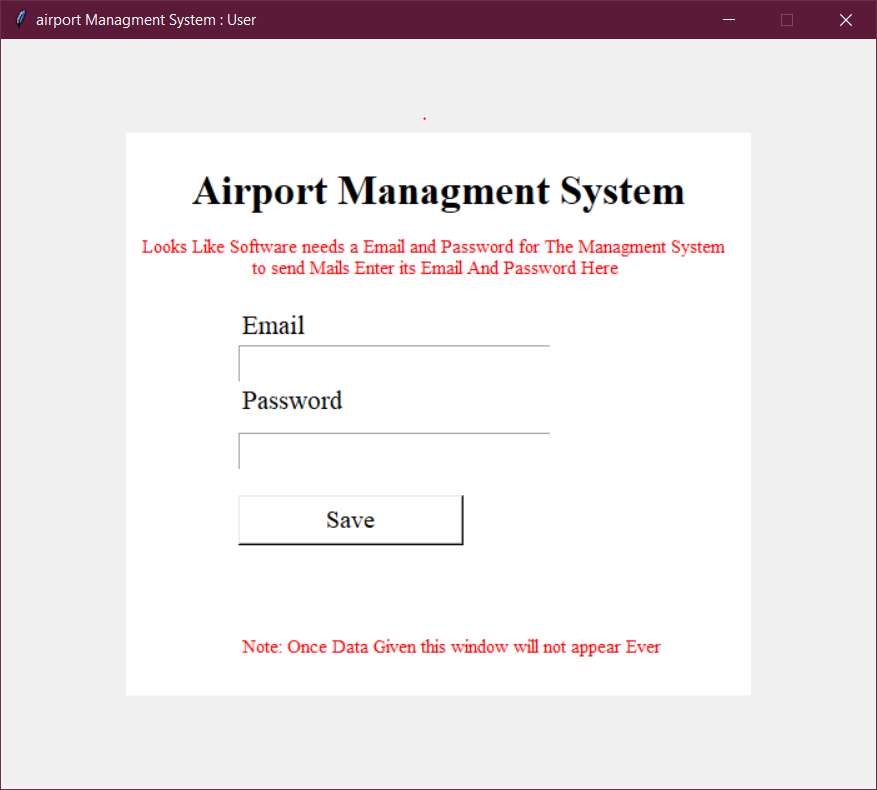 airport Managment System : User
.
Airport Managment System
Looks Like Software needs a Email and Password for The Managment System
to send Mails Enter its Email And Password Here
Email
Password
Save
Note: Once Data Given this window will not appear Ever